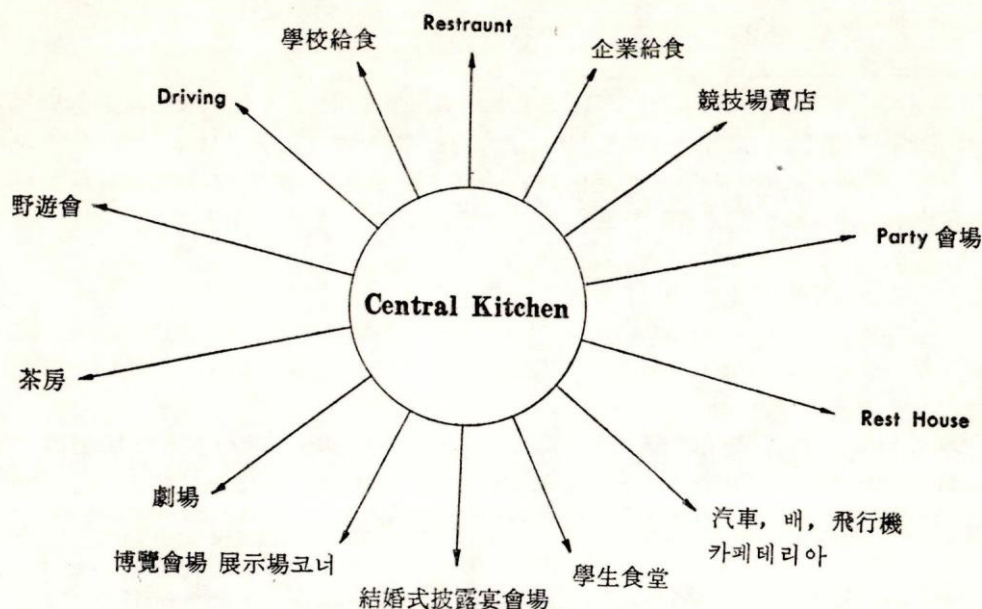 Restraunt
學校給食
企業給食
Driving
競技場賣店
野遊會
Party 會場
Central Kitchen
茶房
Rest House
劇場
汽車, 배, 飛行機
카페테리아
博覽會場 展示場코너
學生食堂
結婚式披露宴會場